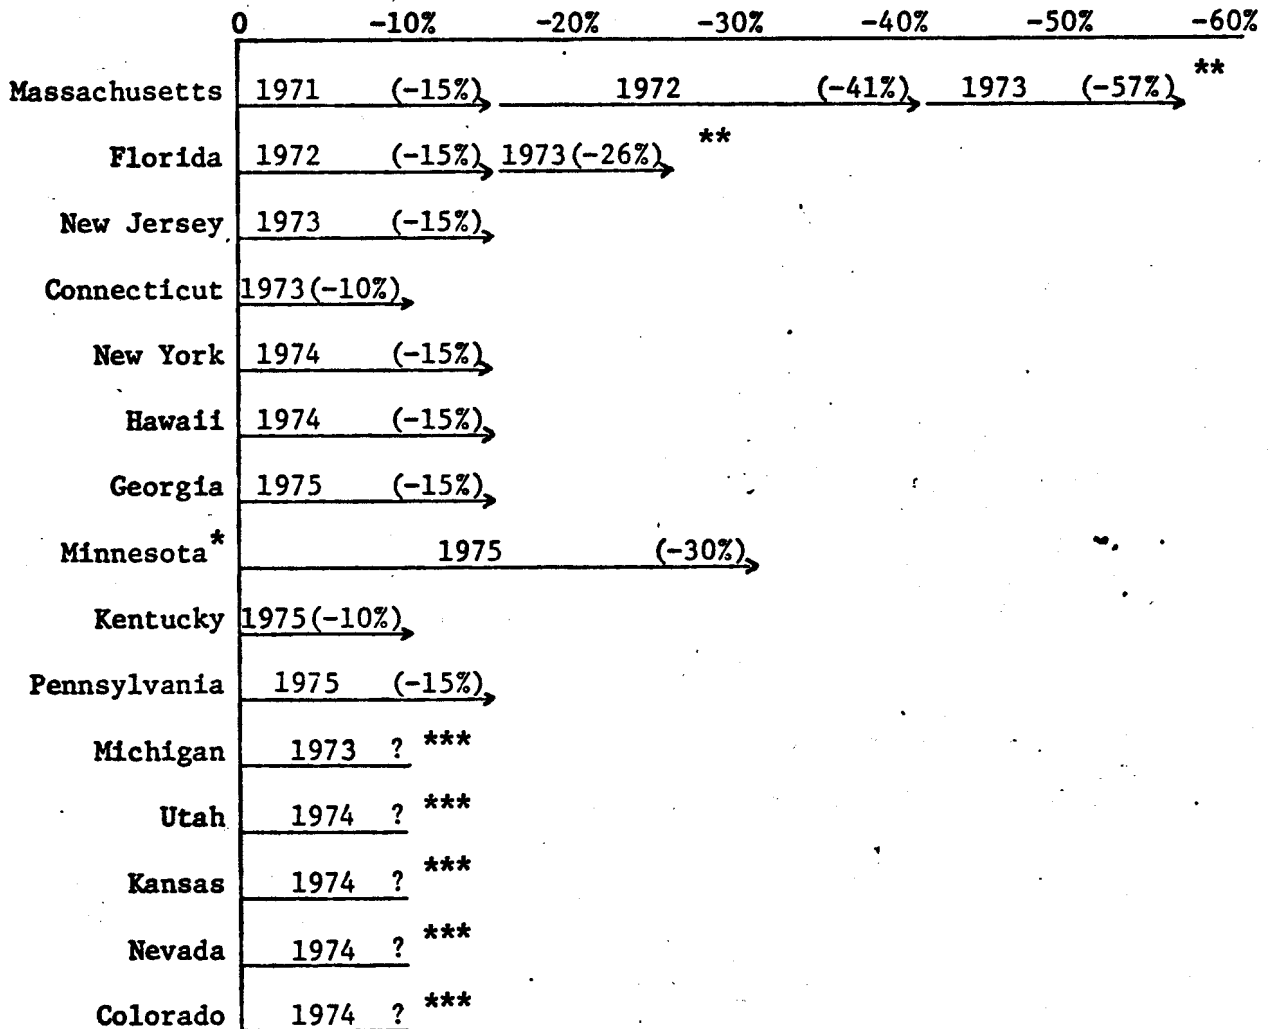 0 -10% -20% -30% -40% -50% -60%
Massachusetts 1971 (-15%) 1972 (-41%) 1973 (-57%) **
Florida 1972 (-15%) 1973(-26%) **
New Jersey 1973 (-15%)
Connecticut 1973(-10%)
New York 1974 (-15%)
Hawaii 1974 (-15%)
Georgia 1975 (-15%)
Minnesota* 1975 (-30%)
Kentucky 1975(-10%)
Pennsylvania 1975 (-15%)
Michigan 1973 ? ***
Utah 1974 ? ***
Kansas 1974 ? ***
Nevada 1974 ? ***
Colorado 1974 ? ***